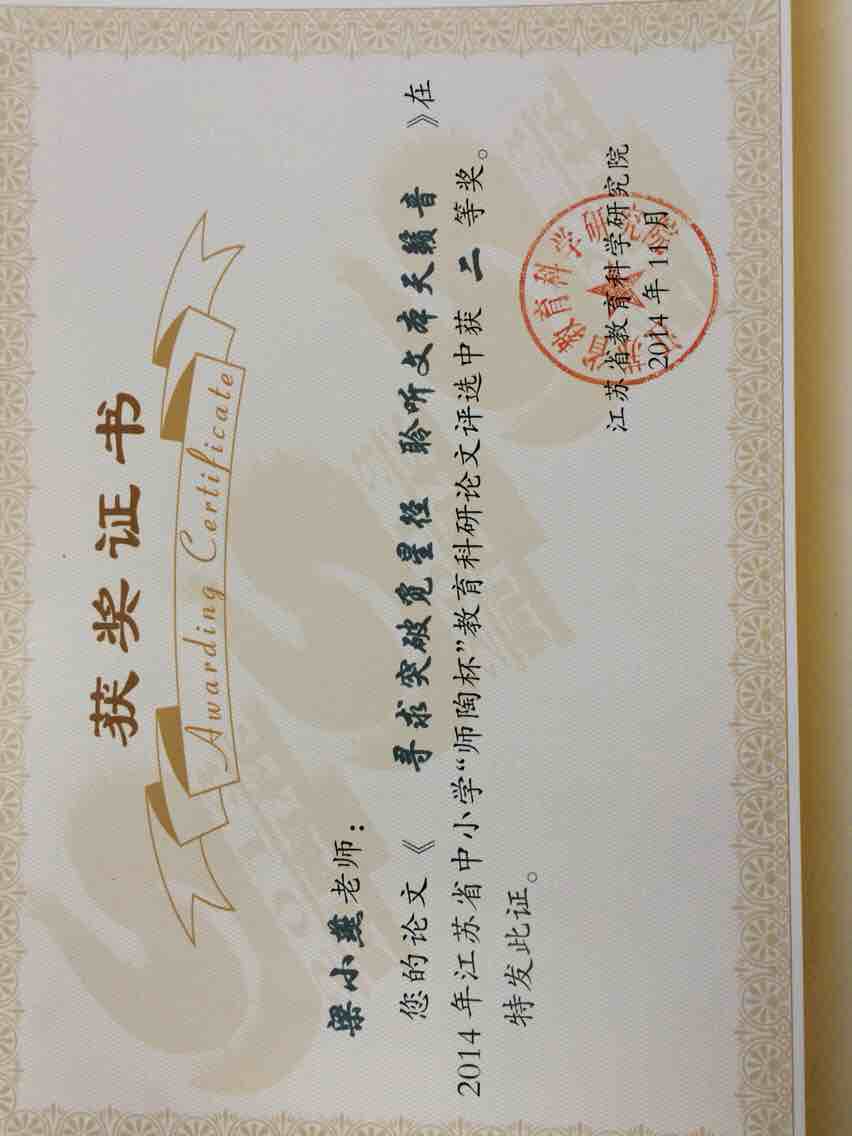 获奖证书
Awarding Certificate
梁小燕老师：
您的论文《 寻求突破觅星径 聆听文本天籁音 》在
2014年江苏省中小学“师陶杯”教育科研论文评选中获 二 等奖。
特发此证。
江苏省教育科学研究院
2014年11月